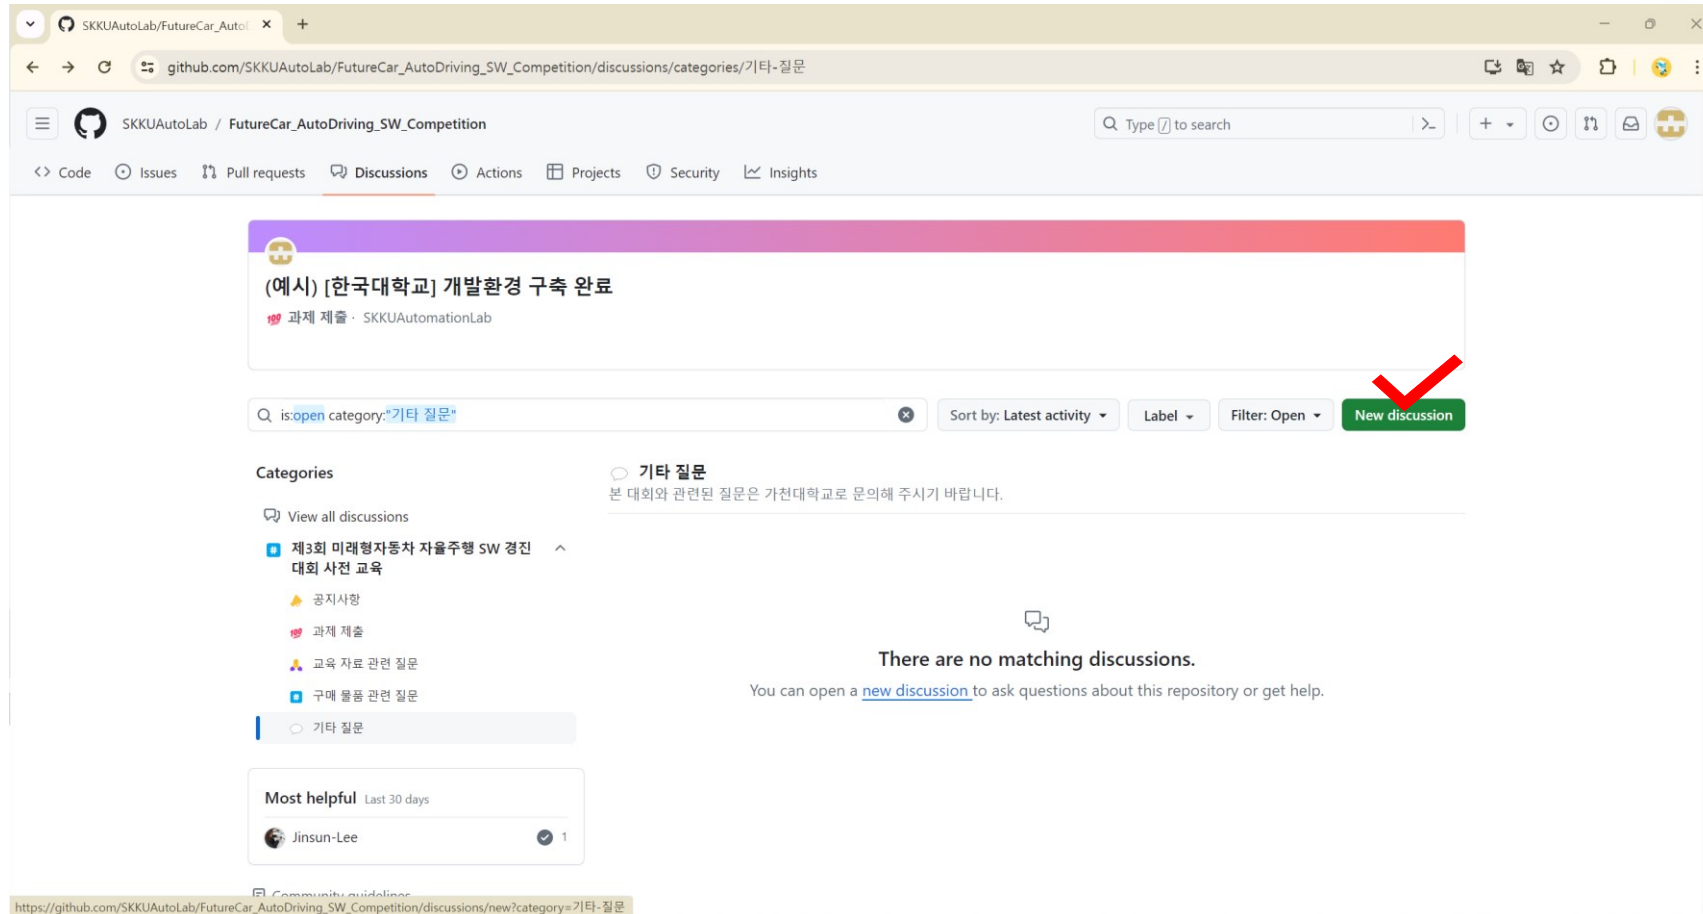 SKKUAutoLab/FutureCar_Auto
github.com/SKKUAutoLab/FutureCar_AutoDriving_SW_Competition/discussions/categories/기타-질문
SKKUAutoLab / FutureCar_AutoDriving_SW_Competition
Type / to search
Code Issues Pull requests Discussions Actions Projects Security Insights
(예시) [한국대학교] 개발환경 구축 완료
💯 과제 제출 · SKKUAutomationLab
is:open category:"기타 질문"
Sort by: Latest activity Label Filter: Open New discussion
Categories
View all discussions
제3회 미래형자동차 자율주행 SW 경진
대회 사전 교육
공지사항
💯 과제 제출
교육 자료 관련 질문
구매 물품 관련 질문
기타 질문
기타 질문
본 대회와 관련된 질문은 가천대학교로 문의해 주시기 바랍니다.
There are no matching discussions.
You can open a new discussion to ask questions about this repository or get help.
Most helpful Last 30 days
Jinsun-Lee 1
Community guidelines
https://github.com/SKKUAutoLab/FutureCar_AutoDriving_SW_Competition/discussions/new?category=기타-질문